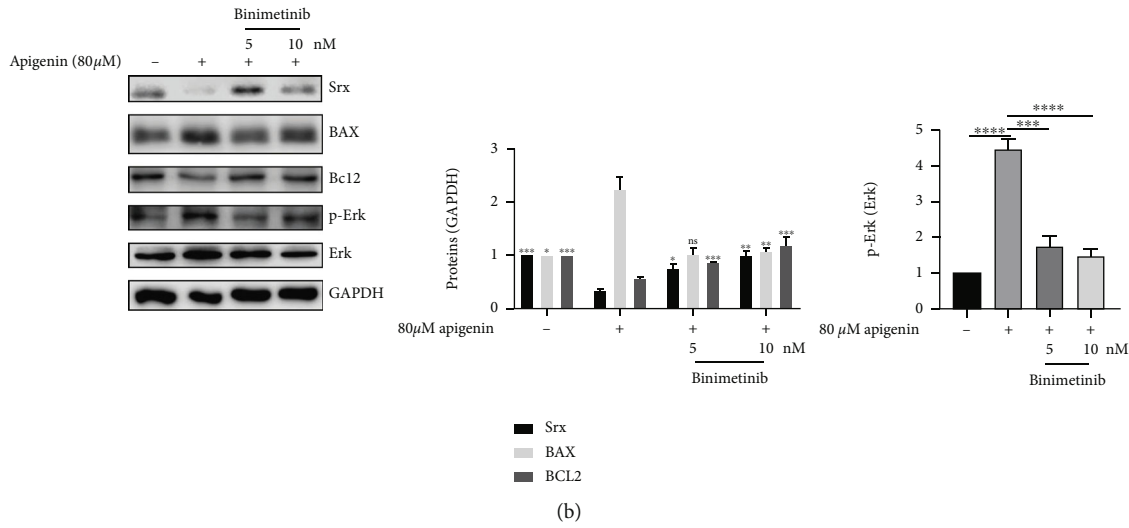 Binimetinib
5 10 nM
Apigenin (80μM) – + + +
Srx
BAX
Bc12
p-Erk
Erk
GAPDH
Proteins (GAPDH)
3
2
1
0
*** * ***
* ns ***
** ** ***
80μM apigenin – + + +
5 10 nM
Binimetinib
Srx
BAX
BCL2
p-Erk (Erk)
5
4
3
2
1
0
****
**** ***
80 μM apigenin – + + +
5 10 nM
Binimetinib
(b)